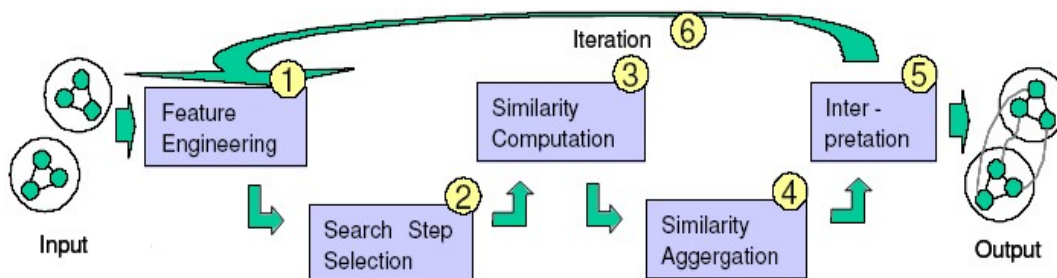 Iteration
6
1
Feature
Engineering
2
Search Step
Selection
3
Similarity
Computation
4
Similarity
Aggergation
5
Inter -
pretation
Input
Output